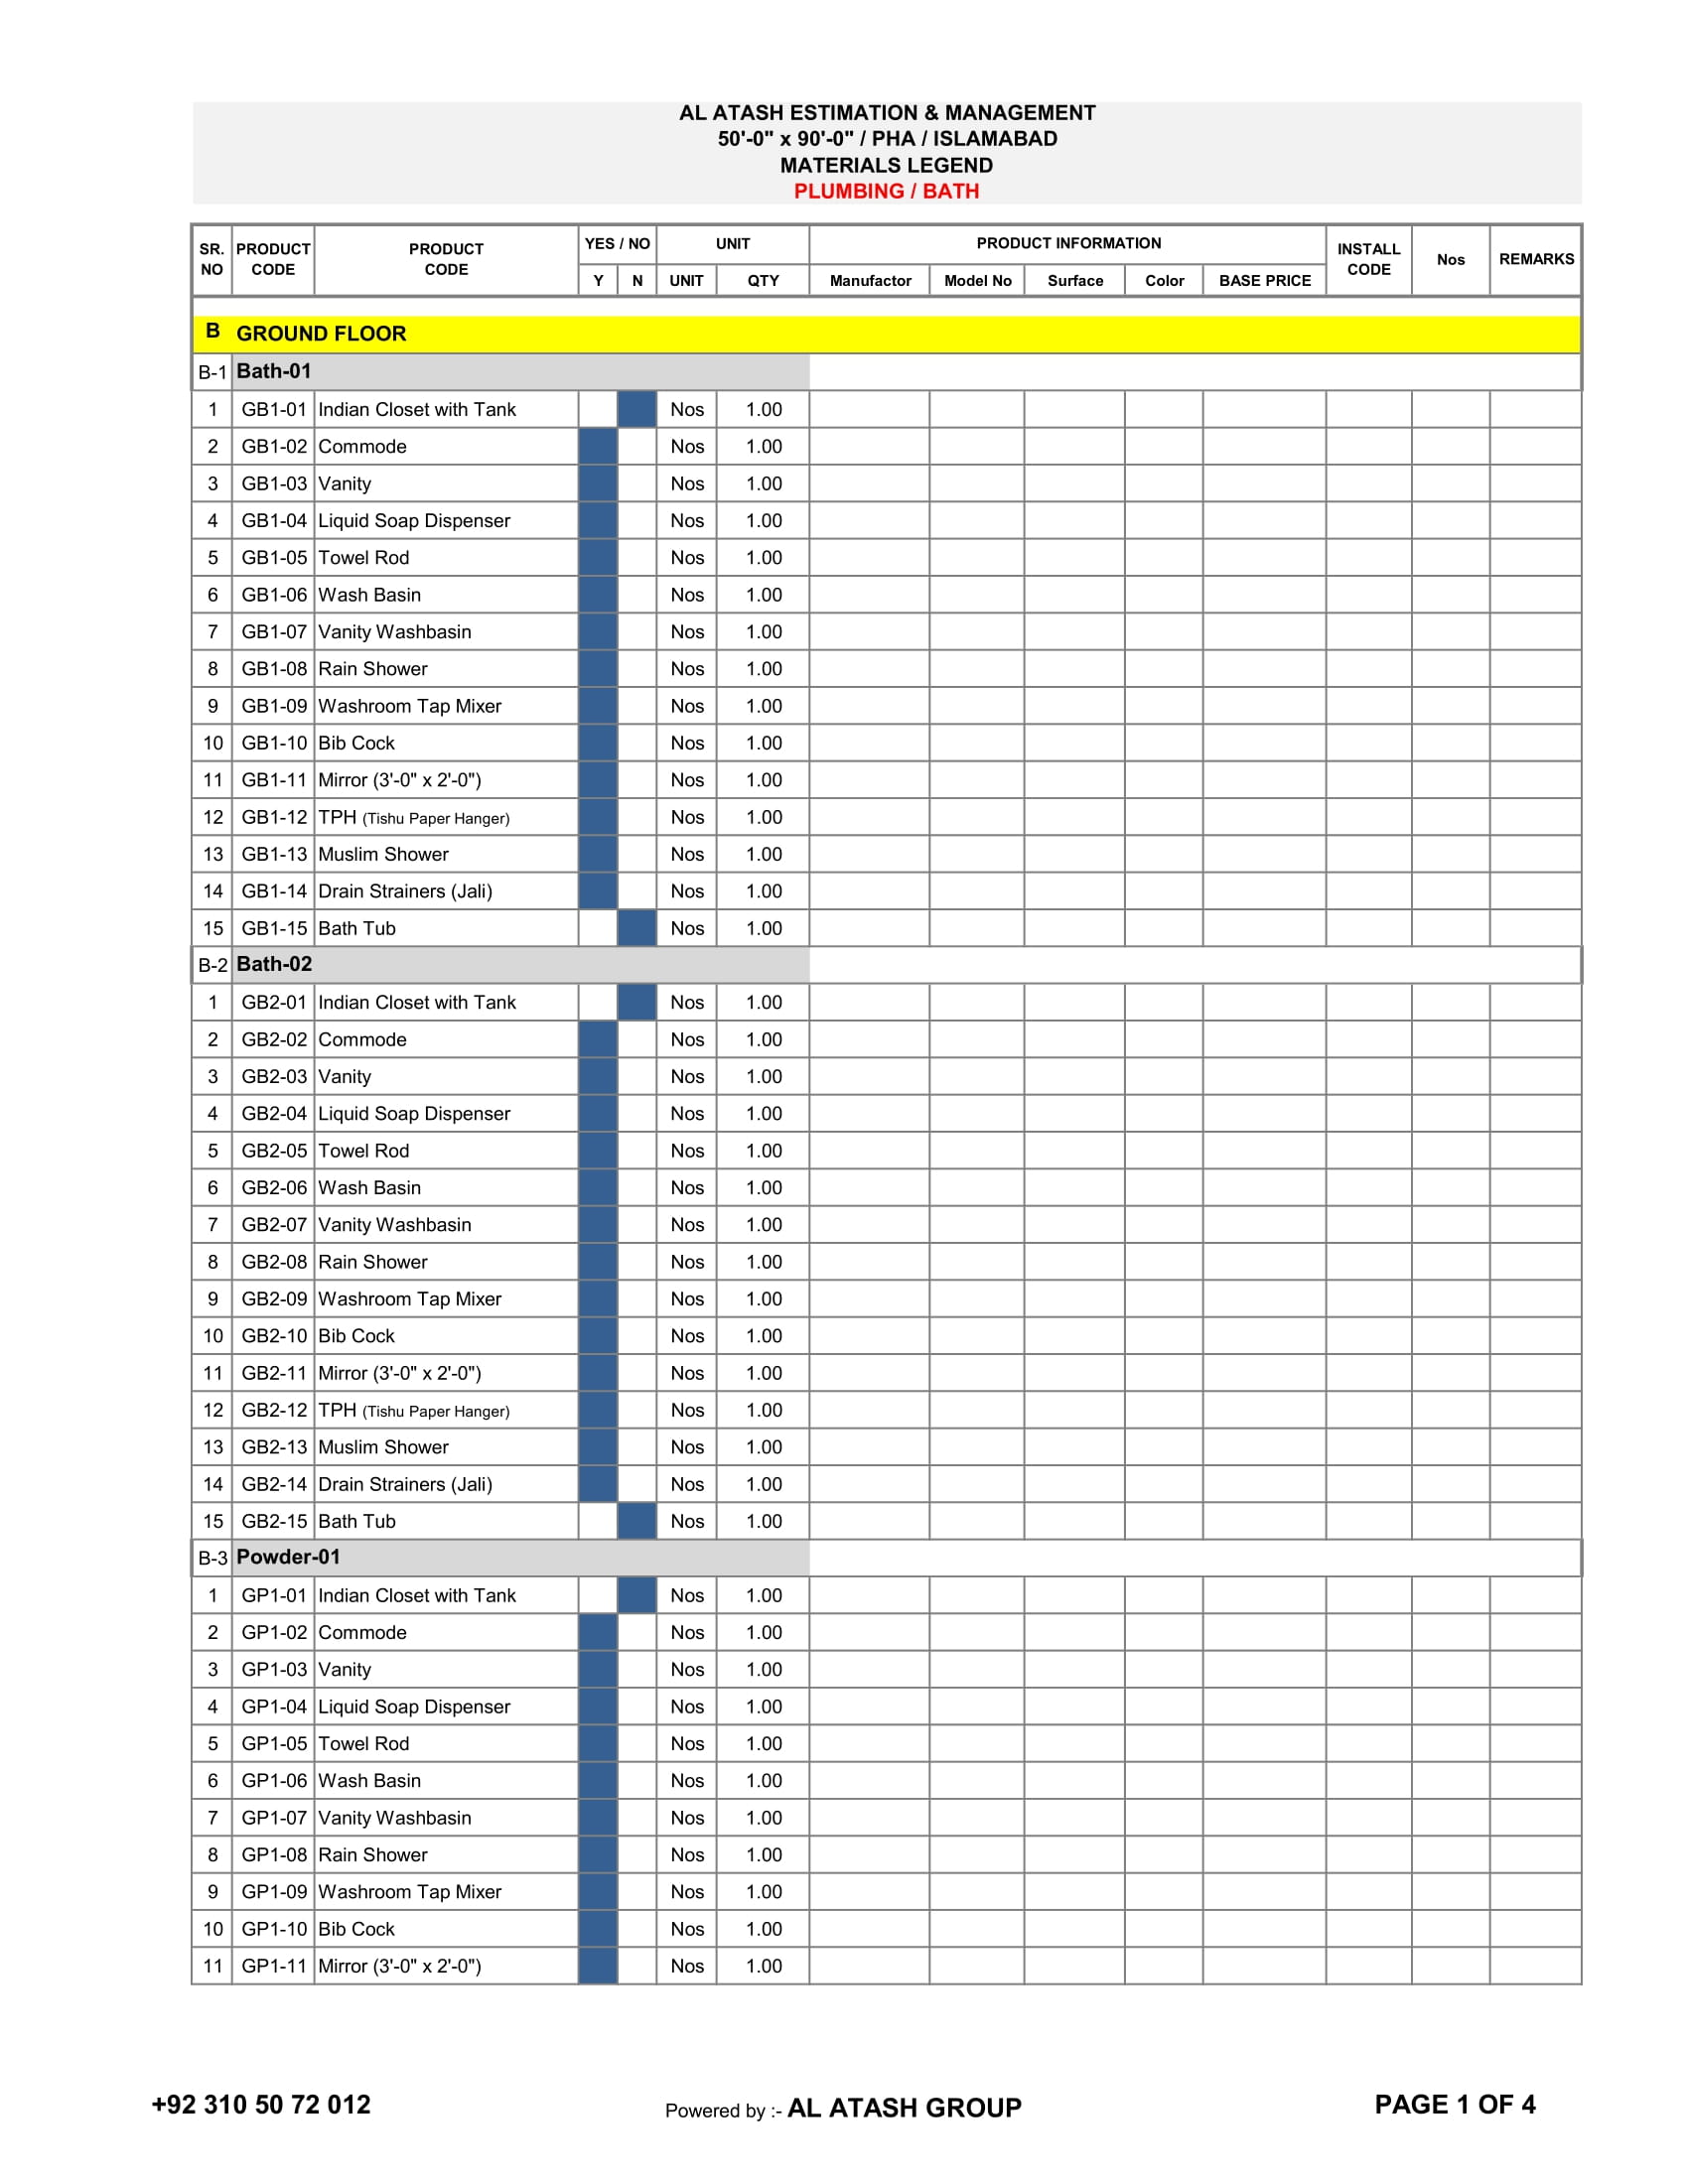 AL ATASH ESTIMATION & MANAGEMENT
50'-0" x 90'-0" / PHA / ISLAMABAD
MATERIALS LEGEND
PLUMBING / BATH
SR. NO PRODUCT CODE PRODUCT CODE YES / NO UNIT PRODUCT INFORMATION INSTALL CODE Nos REMARKS
Y N UNIT QTY Manufactor Model No Surface Color BASE PRICE
B GROUND FLOOR
B-1 Bath-01
1 GB1-01 Indian Closet with Tank Nos 1.00
2 GB1-02 Commode Nos 1.00
3 GB1-03 Vanity Nos 1.00
4 GB1-04 Liquid Soap Dispenser Nos 1.00
5 GB1-05 Towel Rod Nos 1.00
6 GB1-06 Wash Basin Nos 1.00
7 GB1-07 Vanity Washbasin Nos 1.00
8 GB1-08 Rain Shower Nos 1.00
9 GB1-09 Washroom Tap Mixer Nos 1.00
10 GB1-10 Bib Cock Nos 1.00
11 GB1-11 Mirror (3'-0" x 2'-0") Nos 1.00
12 GB1-12 TPH (Tishu Paper Hanger) Nos 1.00
13 GB1-13 Muslim Shower Nos 1.00
14 GB1-14 Drain Strainers (Jali) Nos 1.00
15 GB1-15 Bath Tub Nos 1.00
B-2 Bath-02
1 GB2-01 Indian Closet with Tank Nos 1.00
2 GB2-02 Commode Nos 1.00
3 GB2-03 Vanity Nos 1.00
4 GB2-04 Liquid Soap Dispenser Nos 1.00
5 GB2-05 Towel Rod Nos 1.00
6 GB2-06 Wash Basin Nos 1.00
7 GB2-07 Vanity Washbasin Nos 1.00
8 GB2-08 Rain Shower Nos 1.00
9 GB2-09 Washroom Tap Mixer Nos 1.00
10 GB2-10 Bib Cock Nos 1.00
11 GB2-11 Mirror (3'-0" x 2'-0") Nos 1.00
12 GB2-12 TPH (Tishu Paper Hanger) Nos 1.00
13 GB2-13 Muslim Shower Nos 1.00
14 GB2-14 Drain Strainers (Jali) Nos 1.00
15 GB2-15 Bath Tub Nos 1.00
B-3 Powder-01
1 GP1-01 Indian Closet with Tank Nos 1.00
2 GP1-02 Commode Nos 1.00
3 GP1-03 Vanity Nos 1.00
4 GP1-04 Liquid Soap Dispenser Nos 1.00
5 GP1-05 Towel Rod Nos 1.00
6 GP1-06 Wash Basin Nos 1.00
7 GP1-07 Vanity Washbasin Nos 1.00
8 GP1-08 Rain Shower Nos 1.00
9 GP1-09 Washroom Tap Mixer Nos 1.00
10 GP1-10 Bib Cock Nos 1.00
11 GP1-11 Mirror (3'-0" x 2'-0") Nos 1.00
+92 310 50 72 012 Powered by :- AL ATASH GROUP PAGE 1 OF 4